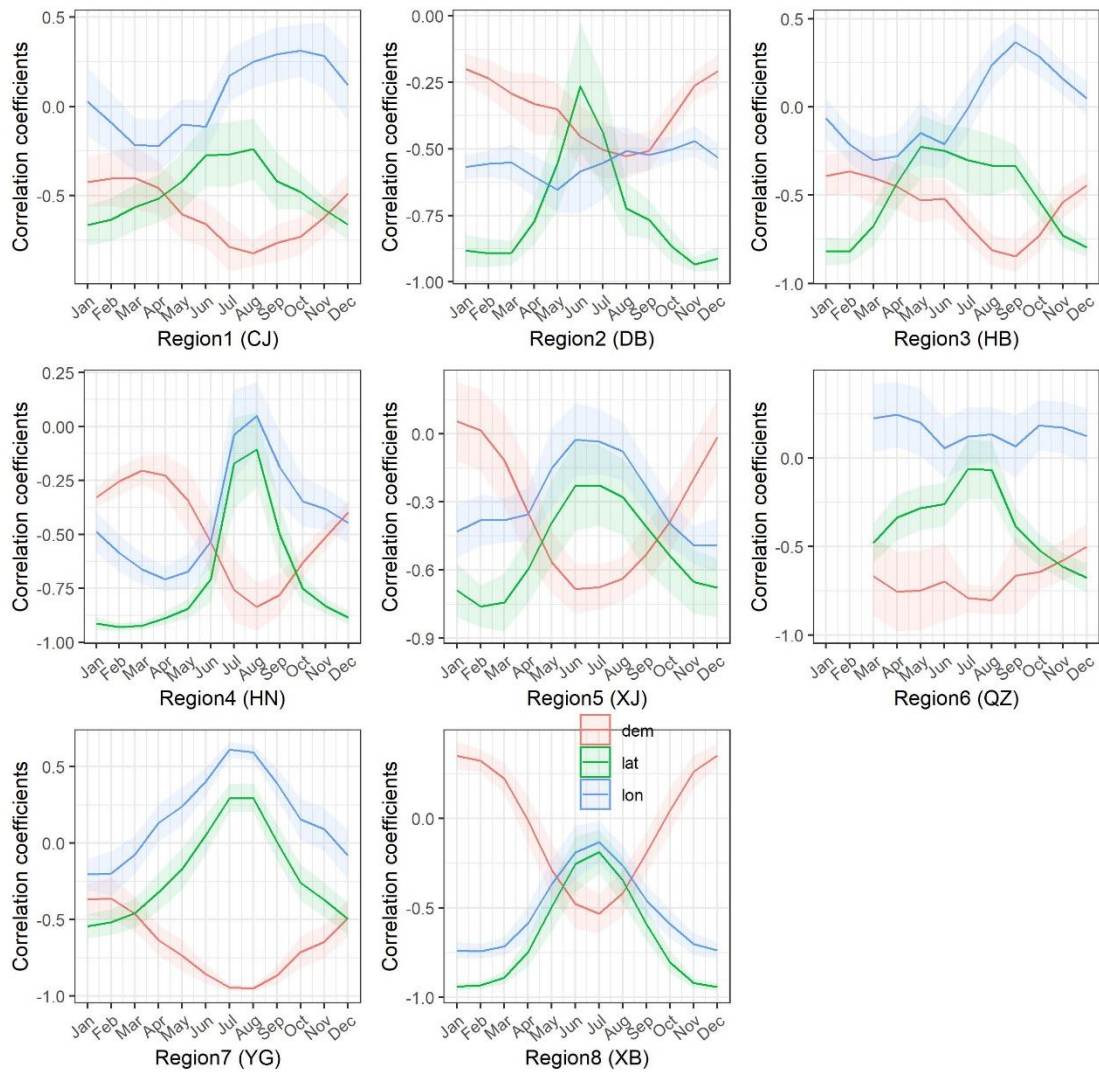 Correlation coefficients
0.5
0.0
-0.5
Jan Feb Mar Apr May Jun Jul Aug Sep Oct Nov Dec
Region1 (CJ)
Correlation coefficients
0.00
-0.25
-0.50
-0.75
-1.00
Jan Feb Mar Apr May Jun Jul Aug Sep Oct Nov Dec
Region2 (DB)
Correlation coefficients
0.5
0.0
-0.5
-1.0
Jan Feb Mar Apr May Jun Jul Aug Sep Oct Nov Dec
Region3 (HB)
Correlation coefficients
0.25
0.00
-0.25
-0.50
-0.75
-1.00
Jan Feb Mar Apr May Jun Jul Aug Sep Oct Nov Dec
Region4 (HN)
Correlation coefficients
0.0
-0.3
-0.6
-0.9
Jan Feb Mar Apr May Jun Jul Aug Sep Oct Nov Dec
Region5 (XJ)
Correlation coefficients
0.0
-0.5
-1.0
Jan Feb Mar Apr May Jun Jul Aug Sep Oct Nov Dec
Region6 (QZ)
Correlation coefficients
0.5
0.0
-0.5
-1.0
Jan Feb Mar Apr May Jun Jul Aug Sep Oct Nov Dec
Region7 (YG)
Correlation coefficients
0.0
-0.5
-1.0
Jan Feb Mar Apr May Jun Jul Aug Sep Oct Nov Dec
Region8 (XB)
dem
lat
lon